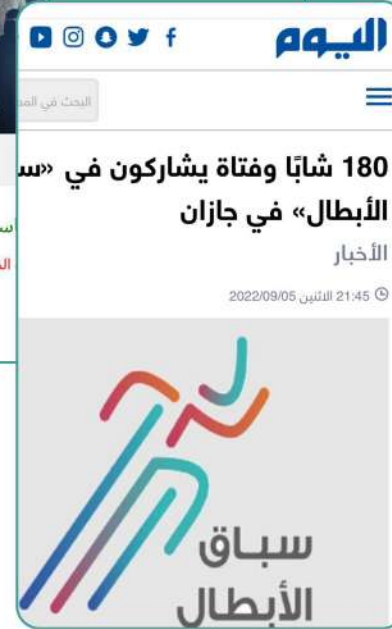 اليوم
البحث في
180 شابًا وفتاة يشاركون في
الأبطال» في جازان
الأخبار
21:45 الاثنين 2022/09/05
سباق
الأبطال